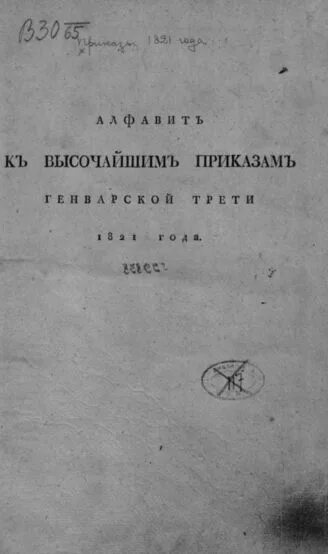 В30 65
Приказы 1821 года
АЛФАВИТЪ
КЪ ВЫСОЧАЙШИМЪ ПРИКАЗАМЪ
ГЕНВАРСКОЙ ТРЕТИ
1821 ГОДА.